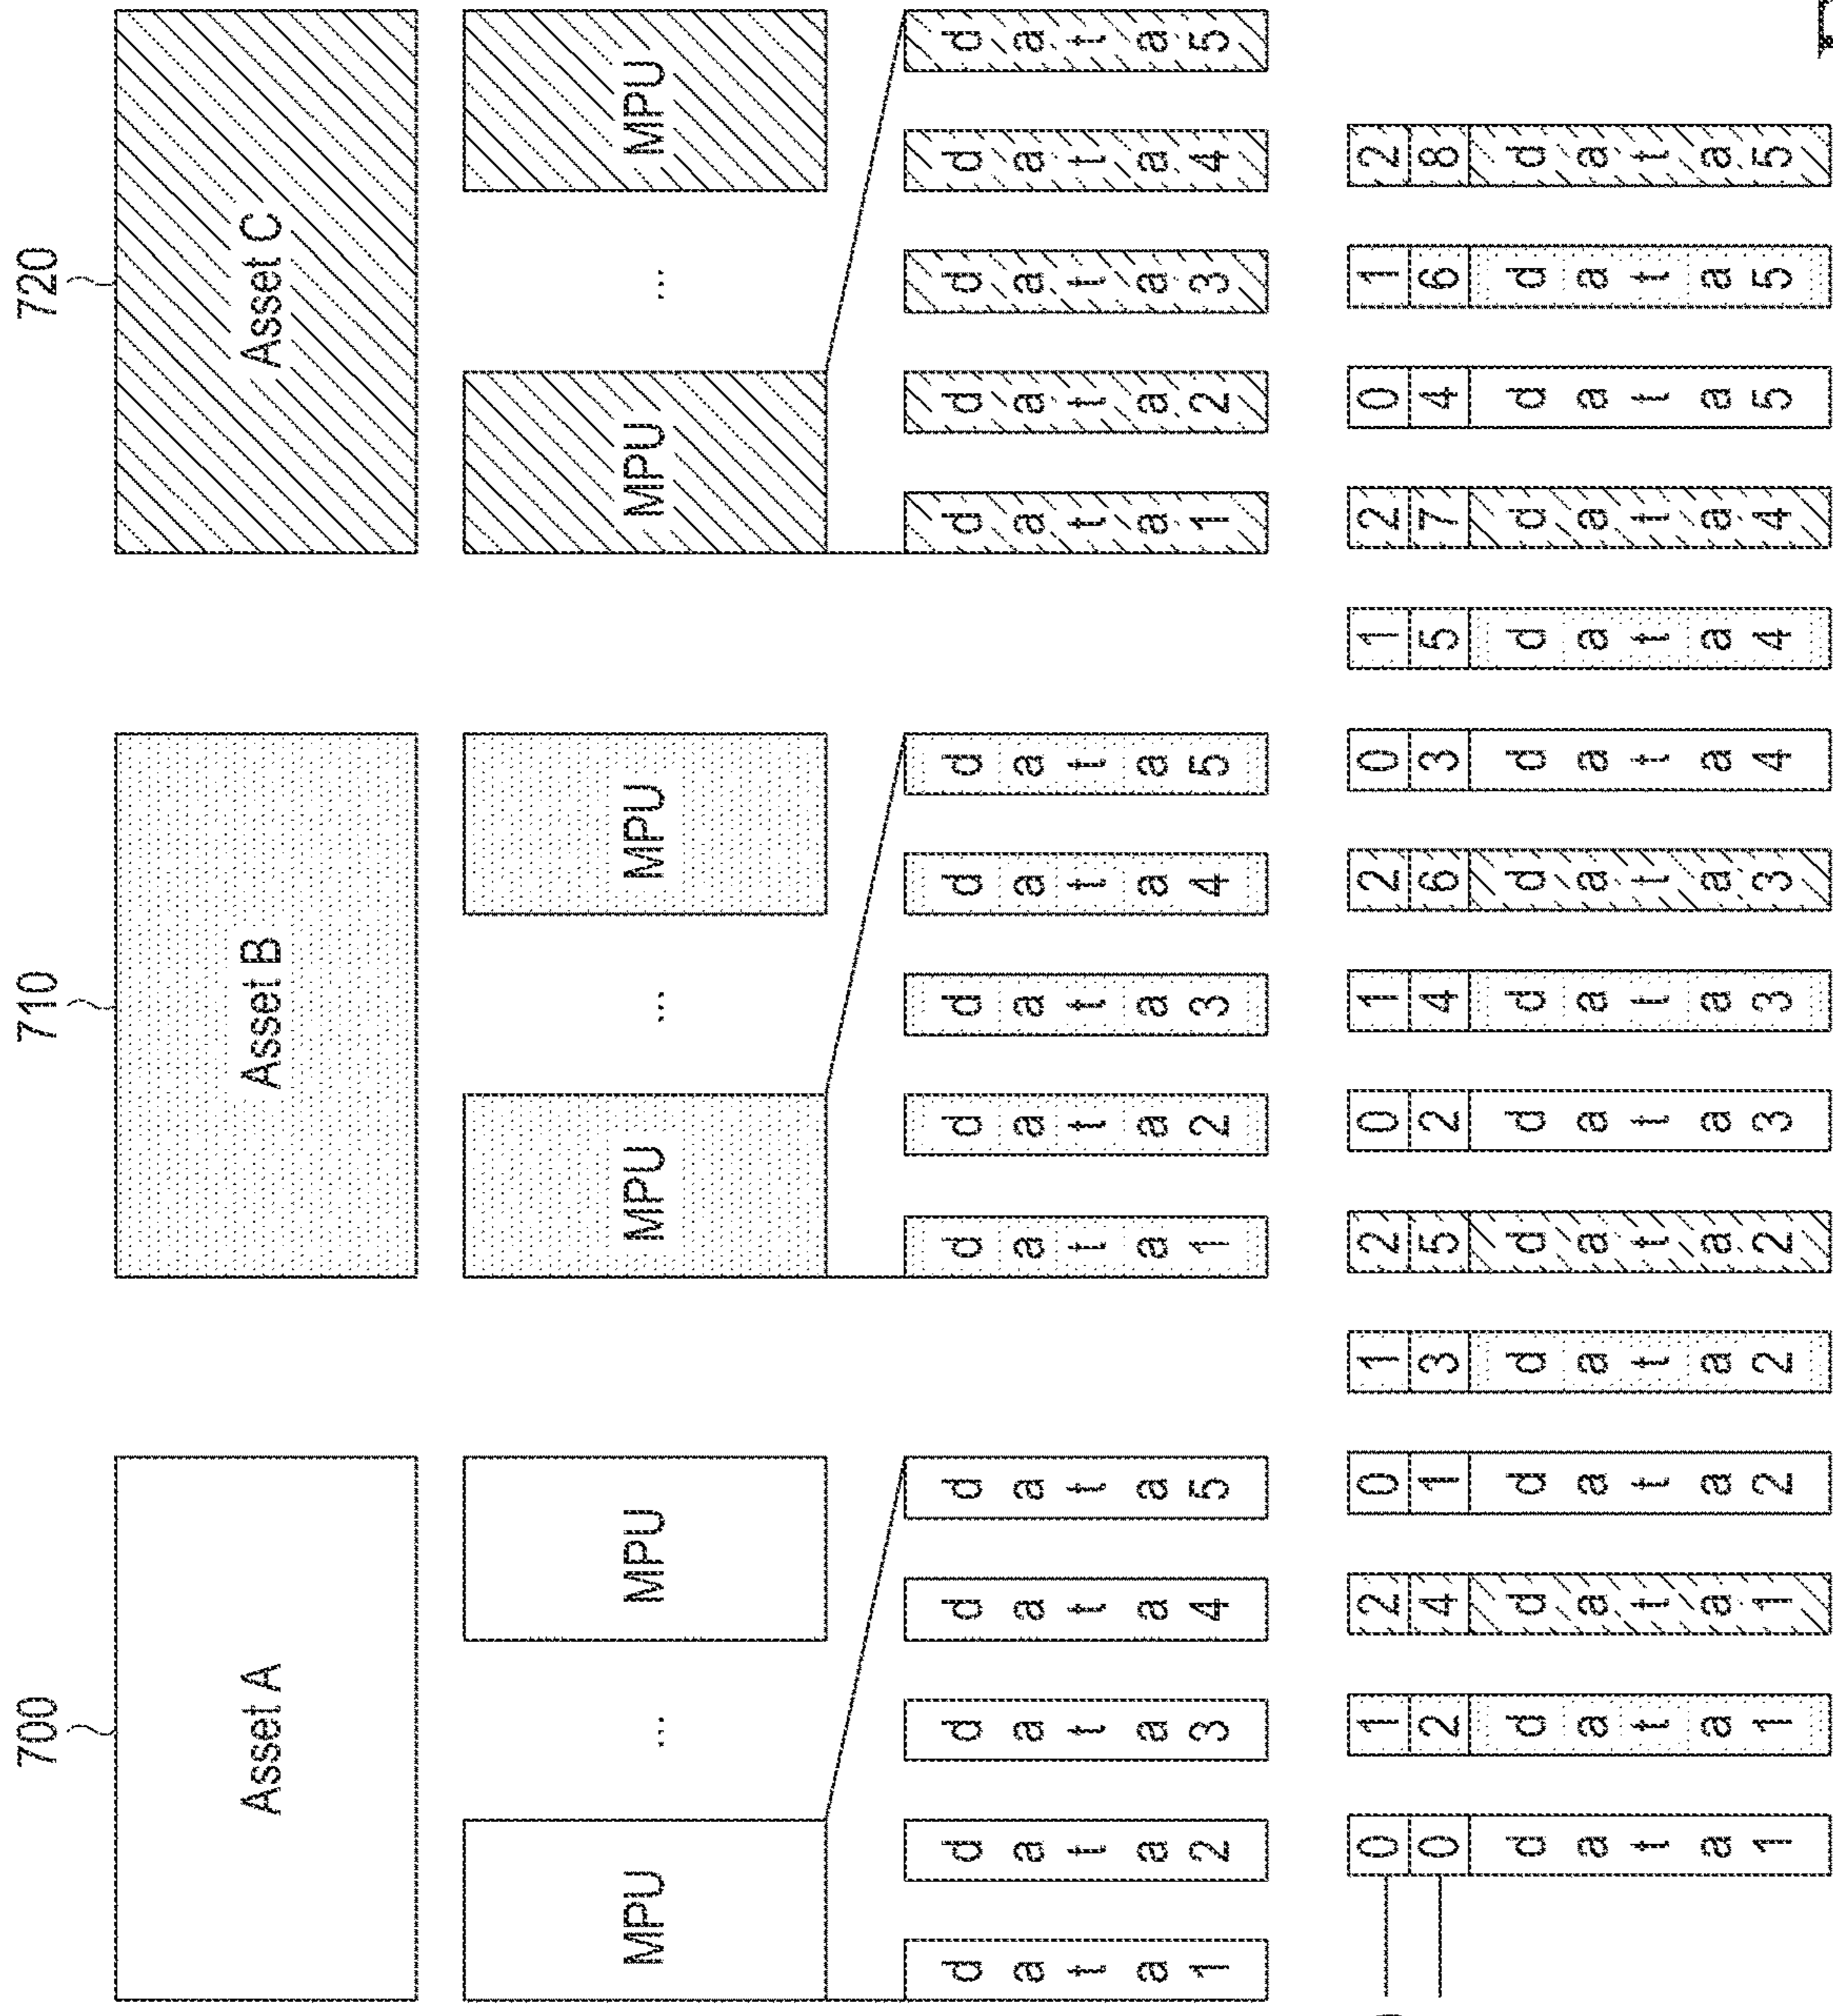 700 710 720
Asset A Asset B Asset C
MPU ... MPU MPU ... MPU MPU ... MPU
data1 data2 data3 data4 data5 data1 data2 data3 data4 data5 data1 data2 data3 data4 data5
0 1 2 0 1 2 0 1 2 0 1 2 0 1 2
0 2 4 1 3 5 2 4 6 3 5 7 4 6 8
data1 data1 data1 data2 data2 data2 data3 data3 data3 data4 data4 data4 data5 data5 data5